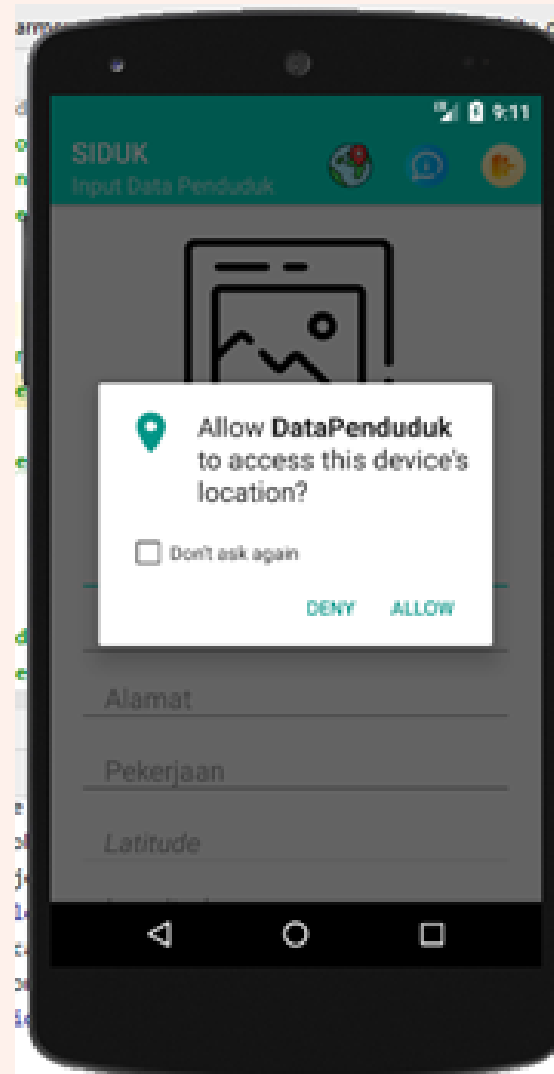 9:11
SIDUK
Input Data Penduduk
Allow DataPenduduk
to access this device's
location?
Don't ask again
DENY ALLOW
Alamat
Pekerjaan
Latitude